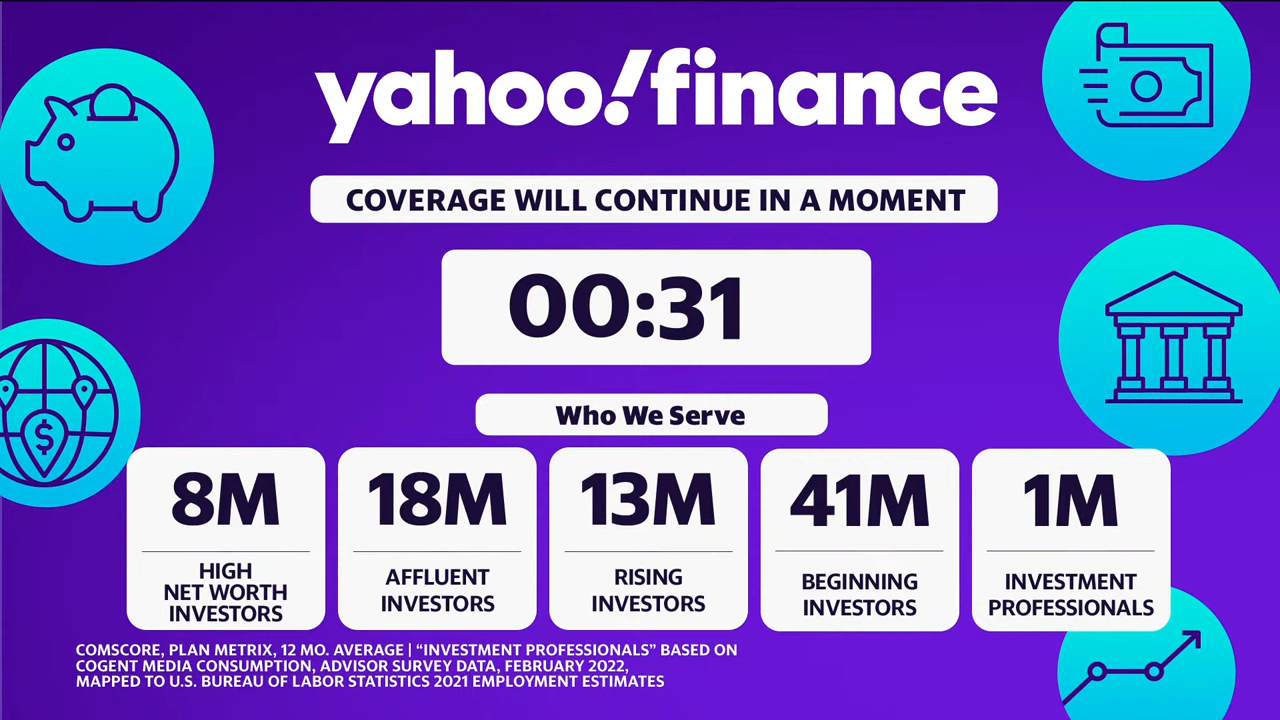 yahoo!finance
COVERAGE WILL CONTINUE IN A MOMENT
00:31
Who We Serve
8M
HIGH
NET WORTH
INVESTORS
18M
AFFLUENT
INVESTORS
13M
RISING
INVESTORS
41M
BEGINNING
INVESTORS
1M
INVESTMENT
PROFESSIONALS
$
COMSCORE, PLAN METRIX, 12 MO. AVERAGE | “INVESTMENT PROFESSIONALS” BASED ON
COGENT MEDIA CONSUMPTION, ADVISOR SURVEY DATA, FEBRUARY 2022,
MAPPED TO U.S. BUREAU OF LABOR STATISTICS 2021 EMPLOYMENT ESTIMATES